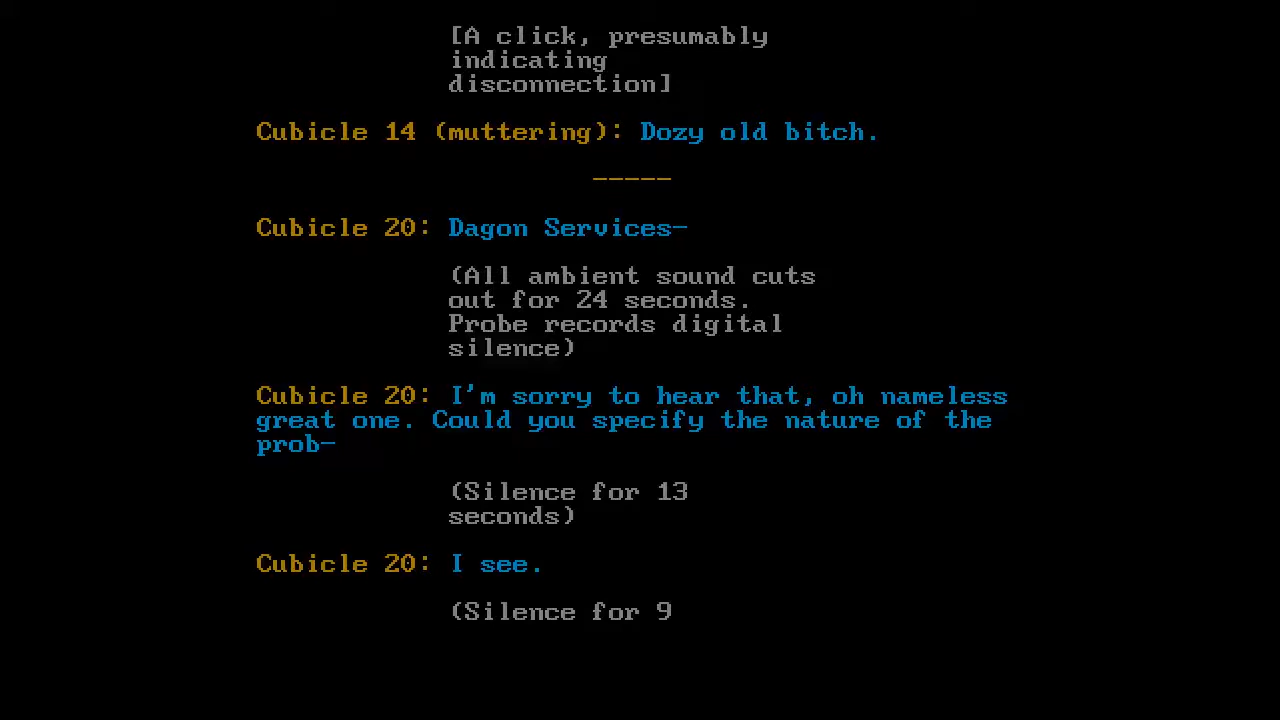 [A click, presumably
indicating
disconnection]
Cubicle 14 (muttering): Dozy old bitch.
-----
Cubicle 20: Dagon Services-
(All ambient sound cuts
out for 24 seconds.
Probe records digital
silence)
Cubicle 20: I'm sorry to hear that, oh nameless
great one. Could you specify the nature of the
prob-
(Silence for 13
seconds)
Cubicle 20: I see.
(Silence for 9